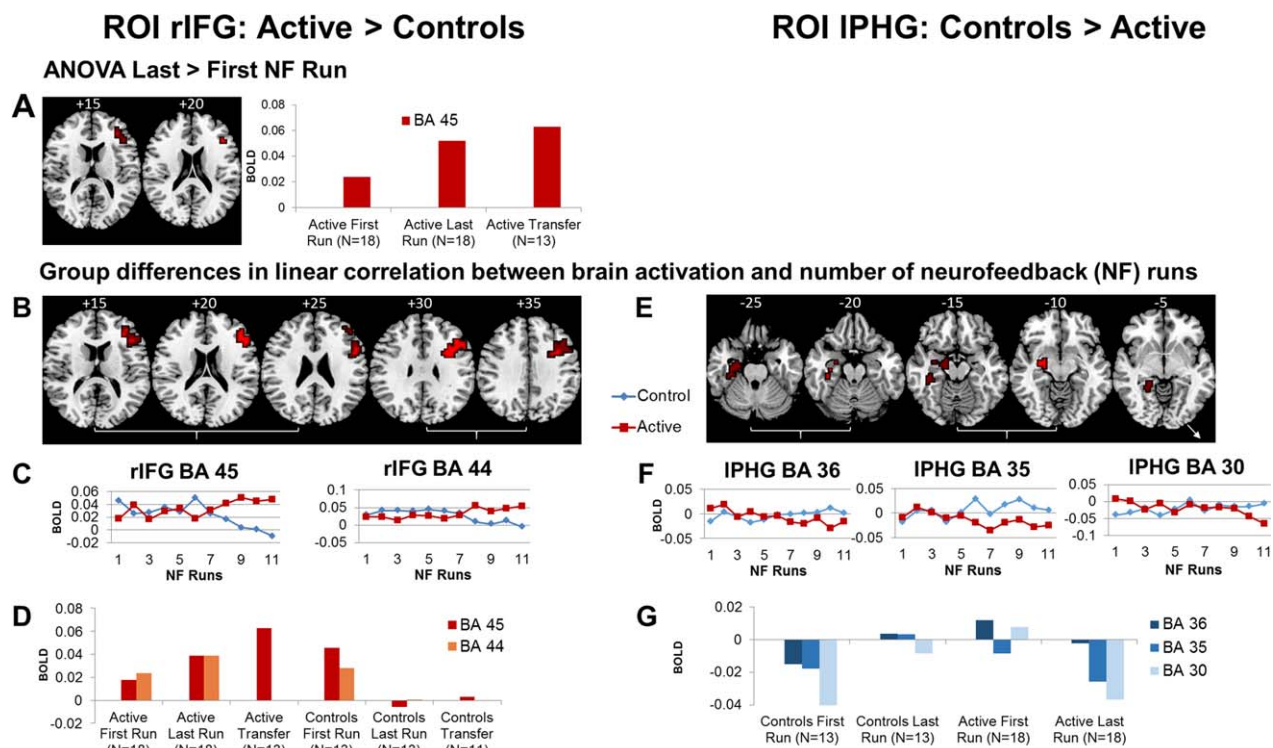 ROI rIFG: Active > Controls
ROI lPHG: Controls > Active
ANOVA Last > First NF Run
A
+15 +20
0.08
0.06
0.04
0.02
0
BOLD
BA 45
Active First Run (N=18)
Active Last Run (N=18)
Active Transfer (N=13)
Group differences in linear correlation between brain activation and number of neurofeedback (NF) runs
B
+15 +20 +25 +30 +35
Control
Active
E
-25 -20 -15 -10 -5
C
rIFG BA 45
0.06
0.04
0.02
-0.02
BOLD
1 3 5 7 9 11
NF Runs
rIFG BA 44
0.1
0.05
0
-0.05
1 3 5 7 9 11
NF Runs
F
lPHG BA 36
0.05
0
-0.05
BOLD
1 3 5 7 9 11
NF Runs
lPHG BA 35
0.05
0
-0.05
1 3 5 7 9 11
NF Runs
lPHG BA 30
0.05
0
-0.05
-0.1
1 3 5 7 9 11
NF Runs
D
0.08
0.06
0.04
0.02
0
-0.02
BOLD
BA 45
BA 44
Active First Run (N=18)
Active Last Run (N=18)
Active Transfer (N=13)
Controls First Run (N=13)
Controls Last Run (N=13)
Controls Transfer (N=11)
G
0.02
0
-0.02
-0.04
BOLD
BA 36
BA 35
BA 30
Controls First Run (N=13)
Controls Last Run (N=13)
Active First Run (N=18)
Active Last Run (N=18)